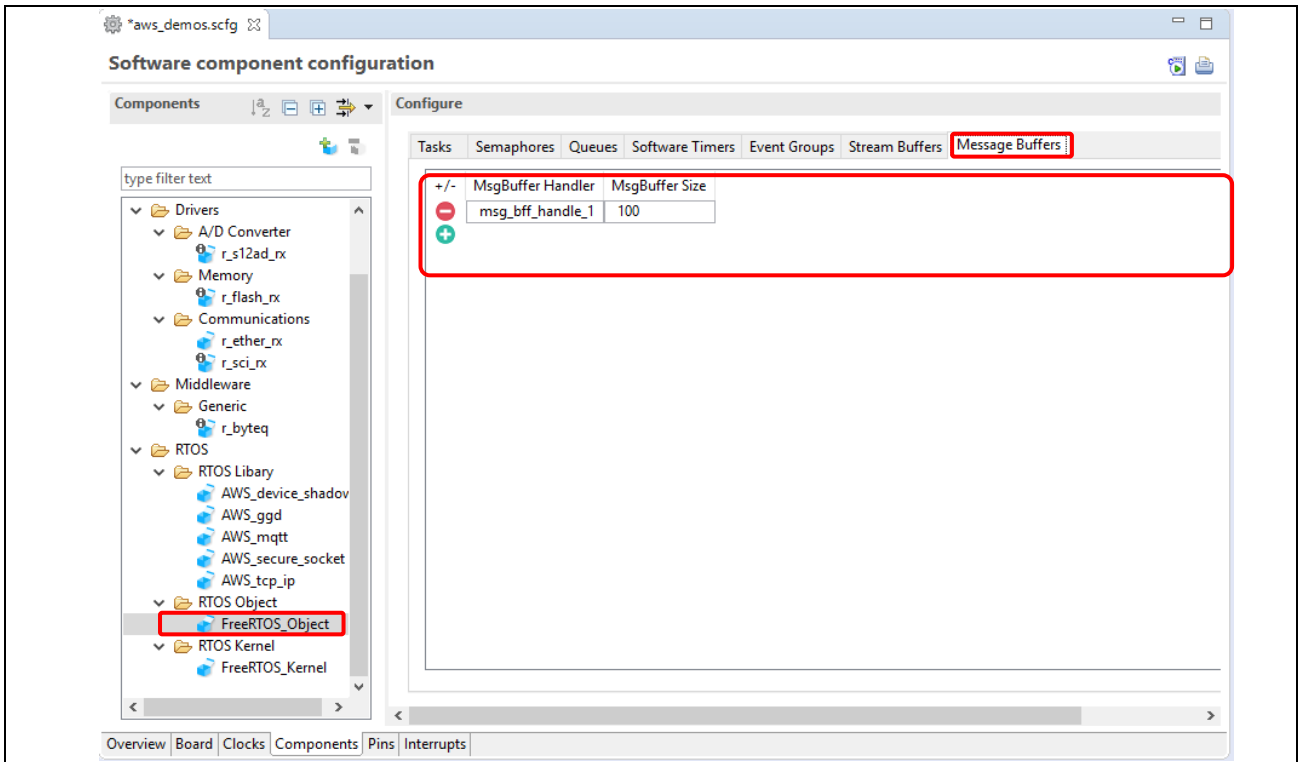 *aws_demos.scfg
Software component configuration
Components
Configure
type filter text
Drivers
A/D Converter
r_s12ad_rx
Memory
r_flash_rx
Communications
r_ether_rx
r_sci_rx
Middleware
Generic
r_byteq
RTOS
RTOS Libary
AWS_device_shadov
AWS_ggd
AWS_mqtt
AWS_secure_socket
AWS_tcp_ip
RTOS Object
FreeRTOS_Object
RTOS Kernel
FreeRTOS_Kernel
Tasks Semaphores Queues Software Timers Event Groups Stream Buffers Message Buffers
+/- MsgBuffer Handler MsgBuffer Size
msg_bff_handle_1 100
Overview Board Clocks Components Pins Interrupts